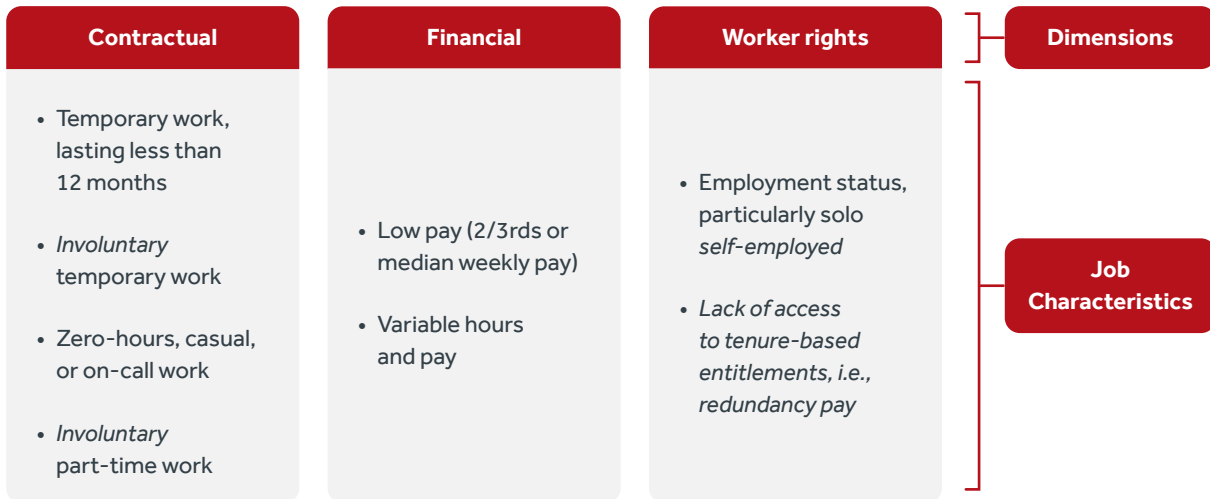 Contractual
• Temporary work,
lasting less than
12 months
• Involuntary
temporary work
• Zero-hours, casual,
or on-call work
• Involuntary
part-time work
Financial
• Low pay (2/3rds or
median weekly pay)
• Variable hours
and pay
Worker rights
• Employment status,
particularly solo
self-employed
• Lack of access
to tenure-based
entitlements, i.e.,
redundancy pay
Dimensions
Job
Characteristics